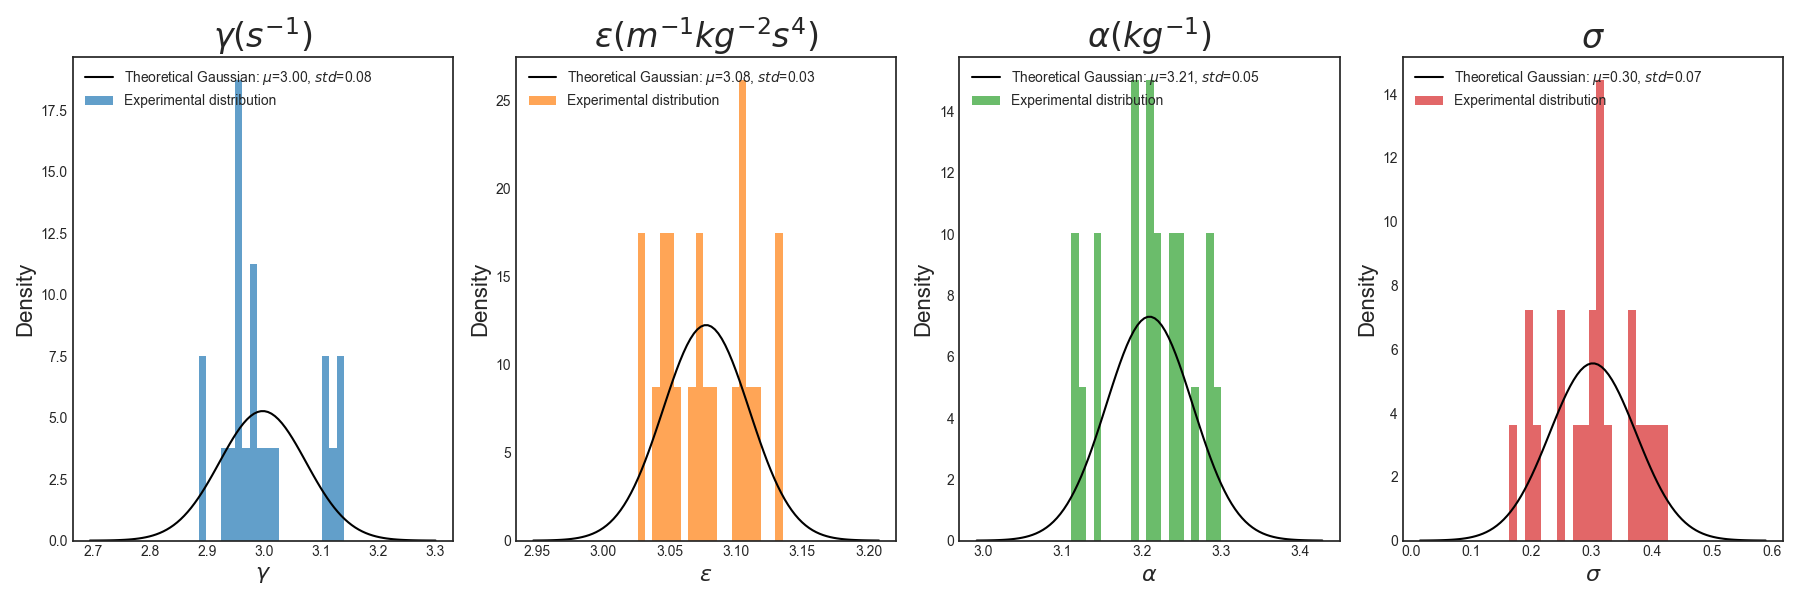 γ(s⁻¹)
Theoretical Gaussian: μ=3.00, std=0.08
Experimental distribution
Density
17.5
15.0
12.5
10.0
7.5
5.0
2.5
0.0
2.7 2.8 2.9 3.0 3.1 3.2 3.3
γ
ε(m⁻¹kg⁻²s⁴)
Theoretical Gaussian: μ=3.08, std=0.03
Experimental distribution
Density
25
20
15
10
5
0
2.95 3.00 3.05 3.10 3.15 3.20
ε
α(kg⁻¹)
Theoretical Gaussian: μ=3.21, std=0.05
Experimental distribution
Density
14
12
10
8
6
4
2
0
3.0 3.1 3.2 3.3 3.4
α
σ
Theoretical Gaussian: μ=0.30, std=0.07
Experimental distribution
Density
14
12
10
8
6
4
2
0
0.0 0.1 0.2 0.3 0.4 0.5 0.6
σ